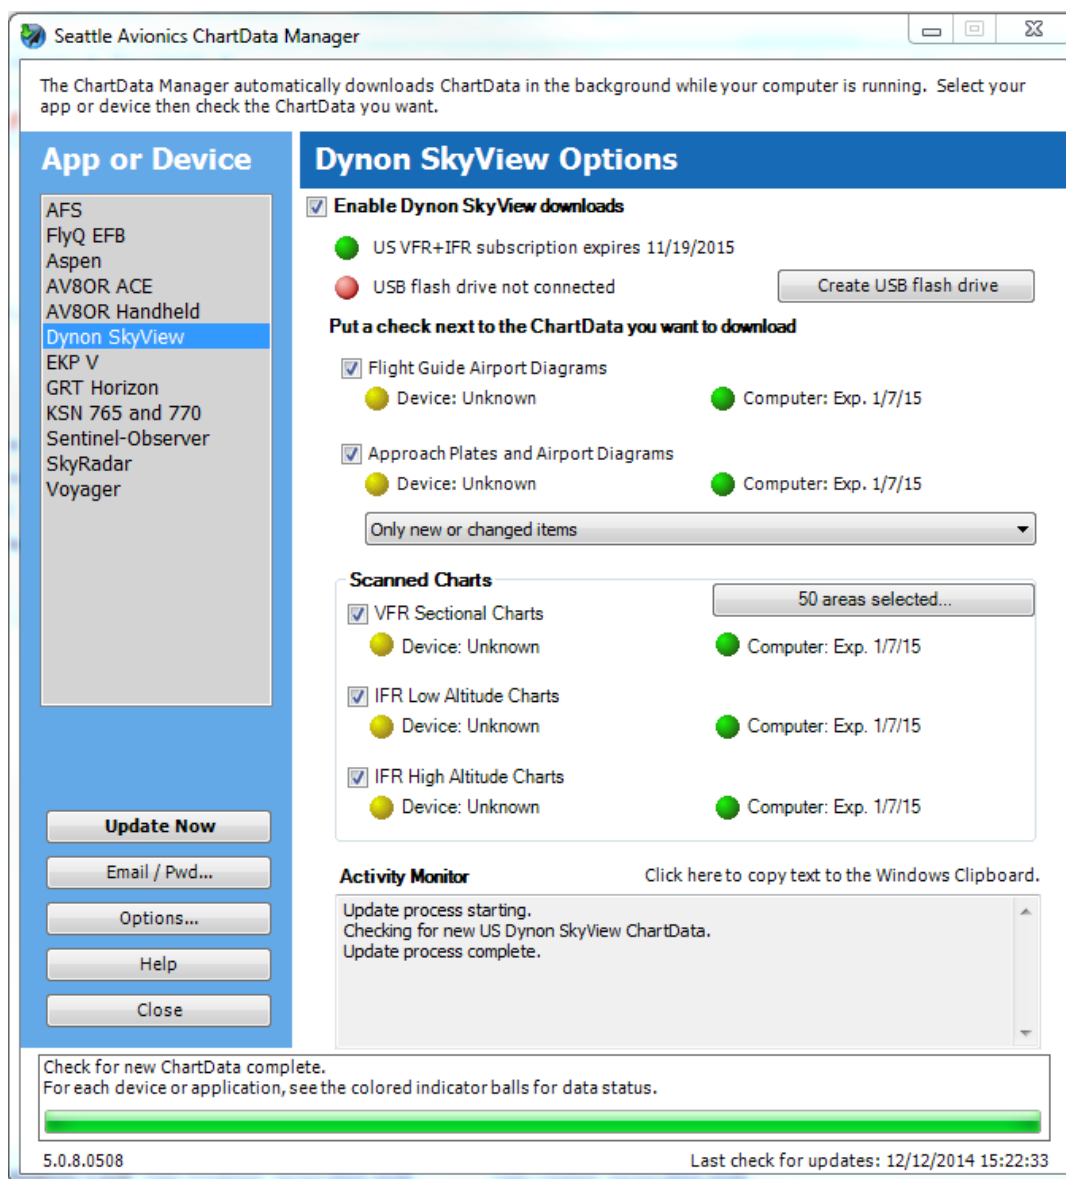 Seattle Avionics ChartData Manager
The ChartData Manager automatically downloads ChartData in the background while your computer is running. Select your
app or device then check the ChartData you want.
App or Device
AFS
FlyQ EFB
Aspen
AV8OR ACE
AV8OR Handheld
Dynon SkyView
EKP V
GRT Horizon
KSN 765 and 770
Sentinel-Observer
SkyRadar
Voyager
Update Now
Email / Pwd...
Options...
Help
Close
Dynon SkyView Options
Enable Dynon SkyView downloads
US VFR+IFR subscription expires 11/19/2015
USB flash drive not connected
Create USB flash drive
Put a check next to the ChartData you want to download
Flight Guide Airport Diagrams
Device: Unknown
Computer: Exp. 1/7/15
Approach Plates and Airport Diagrams
Device: Unknown
Computer: Exp. 1/7/15
Only new or changed items
Scanned Charts
50 areas selected...
VFR Sectional Charts
Device: Unknown
Computer: Exp. 1/7/15
IFR Low Altitude Charts
Device: Unknown
Computer: Exp. 1/7/15
IFR High Altitude Charts
Device: Unknown
Computer: Exp. 1/7/15
Activity Monitor
Click here to copy text to the Windows Clipboard.
Update process starting.
Checking for new US Dynon SkyView ChartData.
Update process complete.
Check for new ChartData complete.
For each device or application, see the colored indicator balls for data status.
5.0.8.0508
Last check for updates: 12/12/2014 15:22:33